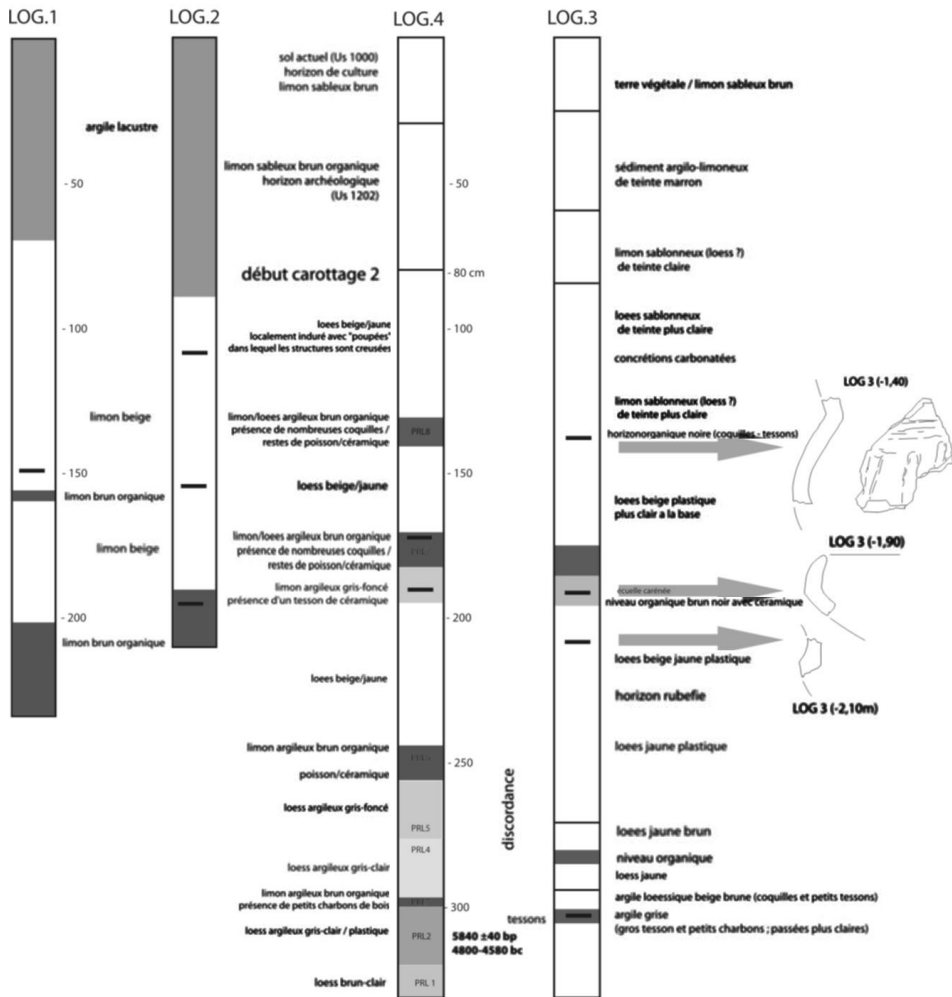 LOG.1
LOG.2
LOG.4
LOG.3
argile lacustre
limon beige
limon brun organique
limon beige
limon brun organique
sol actuel (Us 1000)
horizon de culture
limon sableux brun
limon sableux brun organique
horizon archéologique
(Us 1202)
début carottage 2
loees beige/jaune
localement induré avec "poupées"
dans lequel les structures sont creusées
limon/loees argileux brun organique
présence de nombreuses coquilles /
restes de poisson/céramique
loess beige/jaune
limon/loees argileux brun organique
présence de nombreuses coquilles /
restes de poisson/céramique
limon argileux gris-foncé
présence d'un tesson de céramique
loees beige/jaune
limon argileux brun organique
poisson/céramique
loess argileux gris-foncé
loess argileux gris-clair
limon argileux brun organique
présence de petits charbons de bois
loess argileux gris-clair / plastique
loess brun-clair
PRL8
PRL5
PRL4
PRL2
PRL 1
- 50
- 100
- 150
- 200
- 50
- 80 cm
- 100
- 150
- 200
- 250
300
5840 ±40 bp
4800-4580 bc
discordance
tessons
terre végétale / limon sableux brun
sédiment argilo-limoneux
de teinte marron
limon sablonneux (loess ?)
de teinte claire
loees sablonneux
de teinte plus claire
concrétions carbonatées
limon sablonneux (loess ?)
de teinte plus claire
horizonorganique noire (coquilles - tessons)
loees beige plastique
plus clair a la base
ecuelle carénée
niveau organique brun noir avec céramique
loees beige jaune plastique
horizon rubefie
loees jaune plastique
loees jaune brun
niveau organique
loess jaune
argile loeessique beige brune (coquilles et petits tessons)
argile grise
(gros tesson et petits charbons ; passées plus claires)
LOG 3 (-1,40)
LOG 3 (-1,90)
LOG 3 (-2,10m)